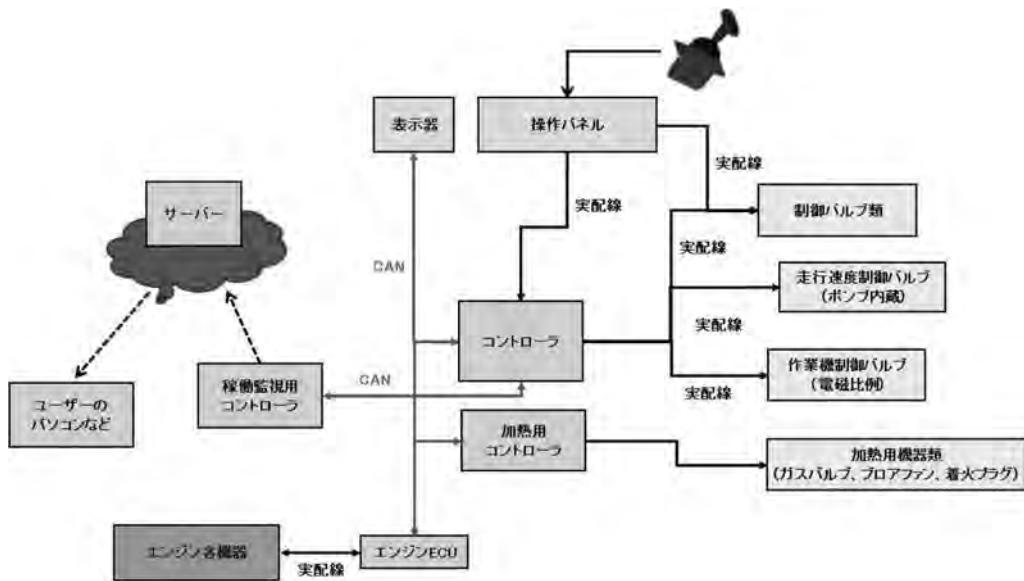 表示器
操作パネル
実配線
制御バルブ類
サーバー
実配線
実配線
CAN
走行速度制御バルブ
(ポンプ内蔵)
コントローラ
実配線
作業機制御バルブ
(電磁比例)
CAN
実配線
稼働監視用
コントローラ
ユーザーの
パソコンなど
加熱用
コントローラ
加熱用機器類
(ガスバルブ、ブロアファン、着火プラグ)
エンジン各機器
実配線
エンジンECU